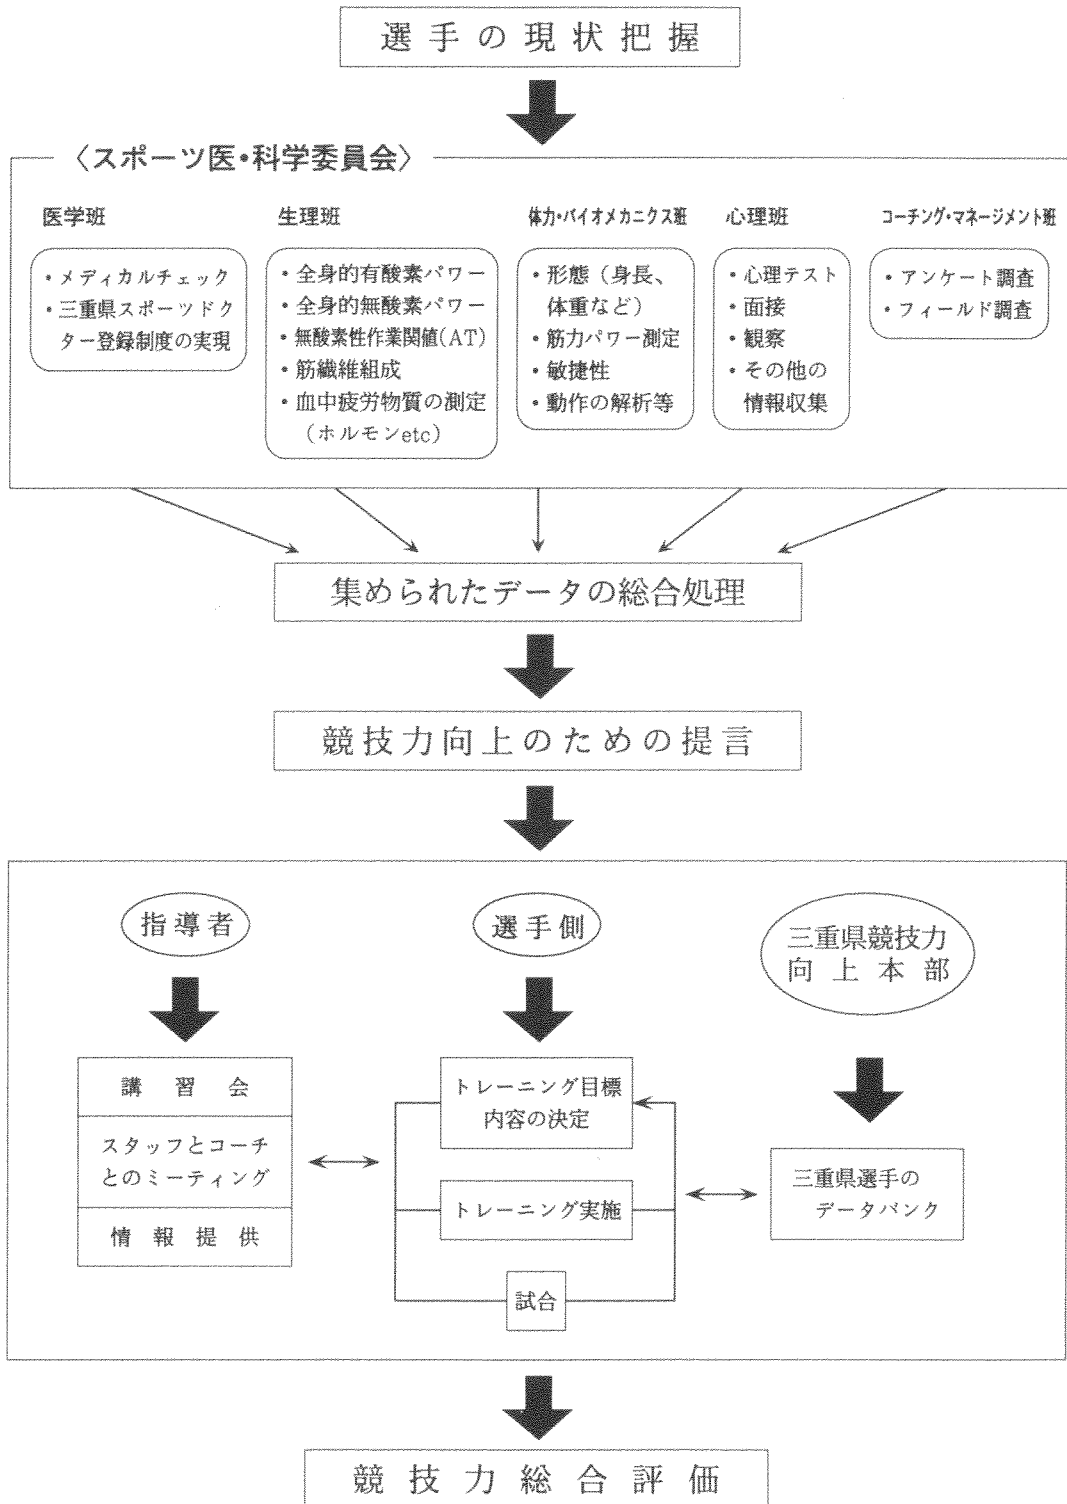 選手の現状把握
〈スポーツ医・科学委員会〉
医学班
・メディカルチェック
・三重県スポーツドク
ター登録制度の実現
生理班
・全身的有酸素パワー
・全身的無酸素パワー
・無酸素性作業関値(AT)
・筋繊維組成
・血中疲労物質の測定
(ホルモンetc)
体力・バイオメカニクス班
・形態(身長、
体重など)
・筋力パワー測定
・敏捷性
・動作の解析等
心理班
・心理テスト
・面接
・観察
・その他の
情報収集
コーチング・マネージメント班
・アンケート調査
・フィールド調査
集められたデータの総合処理
競技力向上のための提言
指導者
講習会
スタッフとコーチ
とのミーティング
情報提供
選手側
トレーニング目標
内容の決定
トレーニング実施
試合
三重県競技力
向上本部
三重県選手の
データバンク
競技力総合評価